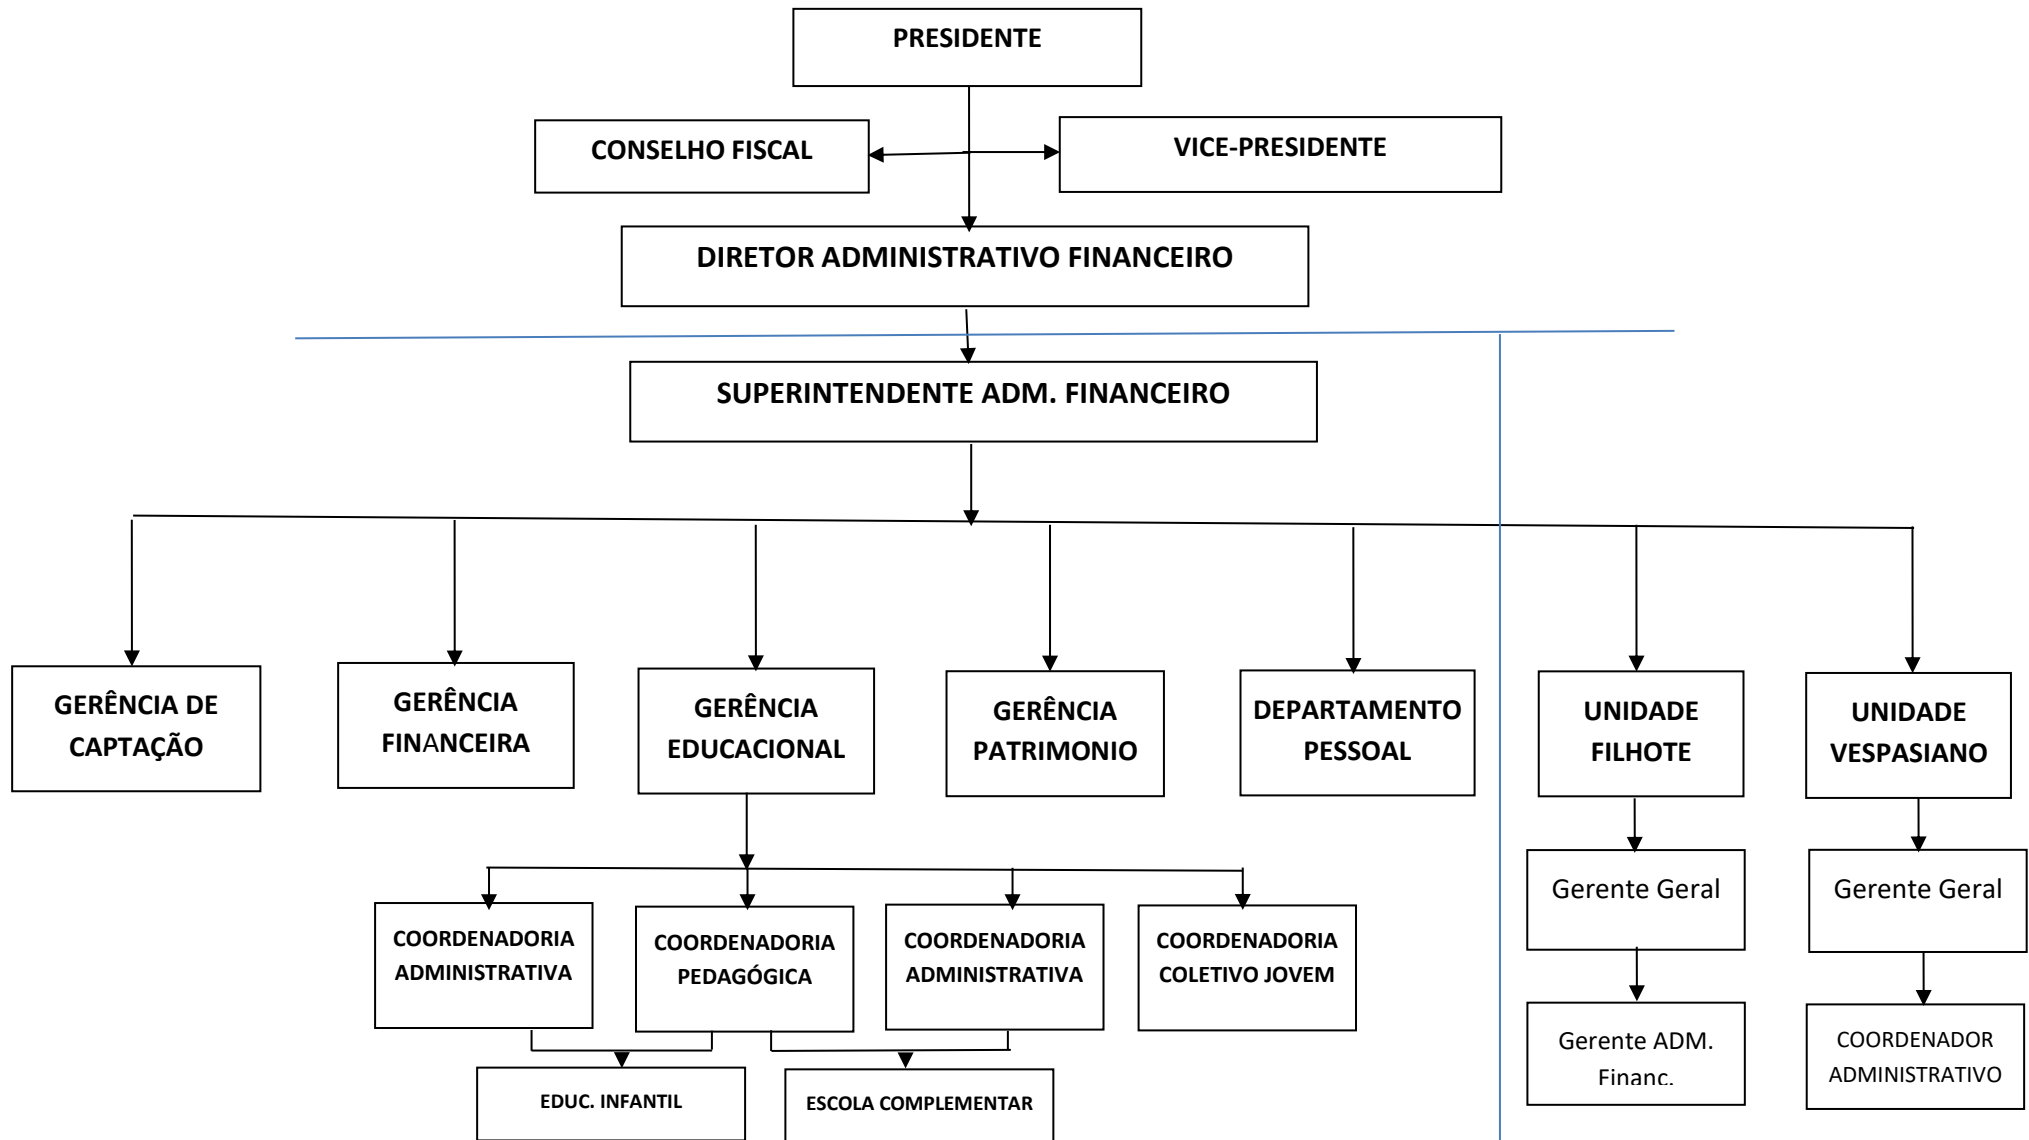 PRESIDENTE
CONSELHO FISCAL
VICE-PRESIDENTE
DIRETOR ADMINISTRATIVO FINANCEIRO
SUPERINTENDENTE ADM. FINANCEIRO
GERÊNCIA DE
CAPTAÇÃO
GERÊNCIA
FINANCEIRA
GERÊNCIA
EDUCACIONAL
GERÊNCIA
PATRIMONIO
DEPARTAMENTO
PESSOAL
UNIDADE
FILHOTE
UNIDADE
VESPASIANO
Gerente Geral
Gerente Geral
COORDENADORIA
ADMINISTRATIVA
COORDENADORIA
PEDAGÓGICA
COORDENADORIA
ADMINISTRATIVA
COORDENADORIA
COLETIVO JOVEM
Gerente ADM.
Financ.
COORDENADOR
ADMINISTRATIVO
EDUC. INFANTIL
ESCOLA COMPLEMENTAR